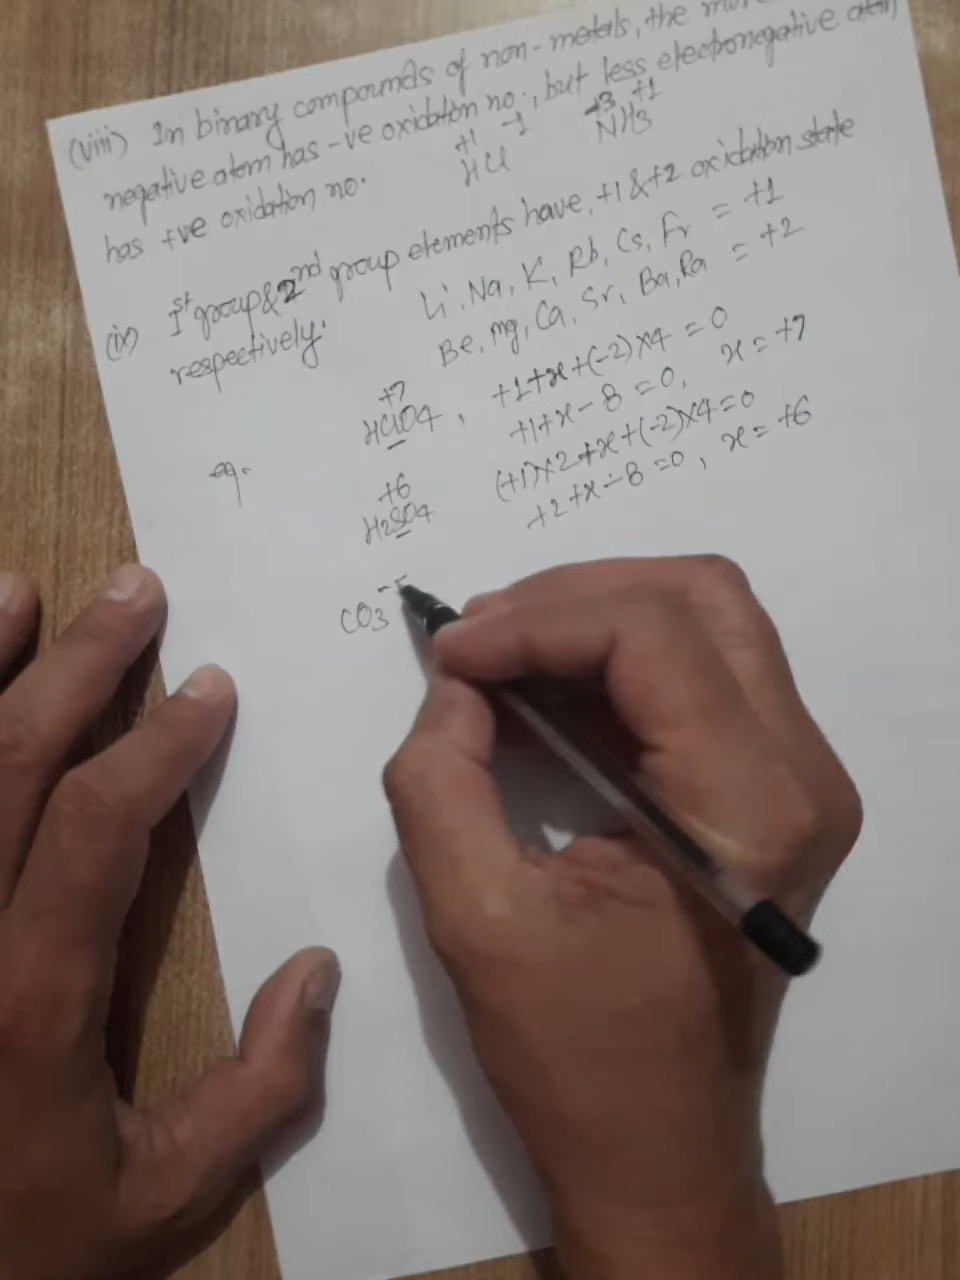 (viii) In binary compounds of non-metals, the
negative atom has -ve oxidation no., but less electronegative atom
has +ve oxidation no.
+1 -1
HCl
-3 +1
NH3
(ix) Ist group & 2nd group elements have, +1 & +2 oxidation state
respectively.
Li, Na, K, Rb, Cs, Fr = +1
Be, Mg, Ca, Sr, Ba, Ra = +2
eg.
+7
HClO4, +1+x+(-2)×4 = 0
+1+x-8=0, x=+7
+6
H2SO4 (+1)×2+x+(-2)×4=0
+2+x-8=0, x=+6
CO3 -